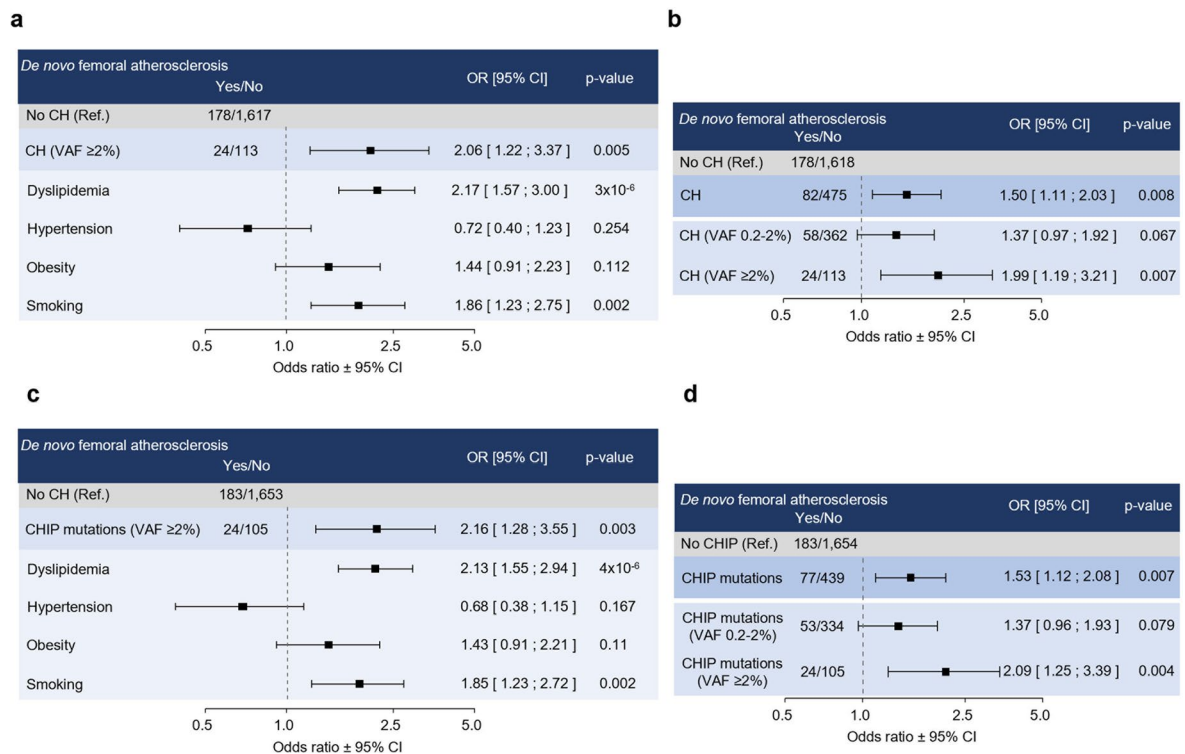 a
De novo femoral atherosclerosis
Yes/No
OR [95% CI]
p-value
No CH (Ref.) 178/1,617
CH (VAF ≥2%) 24/113 2.06 [ 1.22 ; 3.37 ] 0.005
Dyslipidemia 2.17 [ 1.57 ; 3.00 ] 3x10⁻⁶
Hypertension 0.72 [ 0.40 ; 1.23 ] 0.254
Obesity 1.44 [ 0.91 ; 2.23 ] 0.112
Smoking 1.86 [ 1.23 ; 2.75 ] 0.002
0.5 1.0 2.5 5.0
Odds ratio ± 95% CI
b
De novo femoral atherosclerosis
Yes/No
OR [95% CI]
p-value
No CH (Ref.) 178/1,618
CH 82/475 1.50 [ 1.11 ; 2.03 ] 0.008
CH (VAF 0.2-2%) 58/362 1.37 [ 0.97 ; 1.92 ] 0.067
CH (VAF ≥2%) 24/113 1.99 [ 1.19 ; 3.21 ] 0.007
0.5 1.0 2.5 5.0
Odds ratio ± 95% CI
c
De novo femoral atherosclerosis
Yes/No
OR [95% CI]
p-value
No CH (Ref.) 183/1,653
CHIP mutations (VAF ≥2%) 24/105 2.16 [ 1.28 ; 3.55 ] 0.003
Dyslipidemia 2.13 [ 1.55 ; 2.94 ] 4x10⁻⁶
Hypertension 0.68 [ 0.38 ; 1.15 ] 0.167
Obesity 1.43 [ 0.91 ; 2.21 ] 0.11
Smoking 1.85 [ 1.23 ; 2.72 ] 0.002
0.5 1.0 2.5 5.0
Odds ratio ± 95% CI
d
De novo femoral atherosclerosis
Yes/No
OR [95% CI]
p-value
No CHIP (Ref.) 183/1,654
CHIP mutations 77/439 1.53 [ 1.12 ; 2.08 ] 0.007
CHIP mutations
(VAF 0.2-2%) 53/334 1.37 [ 0.96 ; 1.93 ] 0.079
CHIP mutations
(VAF ≥2%) 24/105 2.09 [ 1.25 ; 3.39 ] 0.004
0.5 1.0 2.5 5.0
Odds ratio ± 95% CI